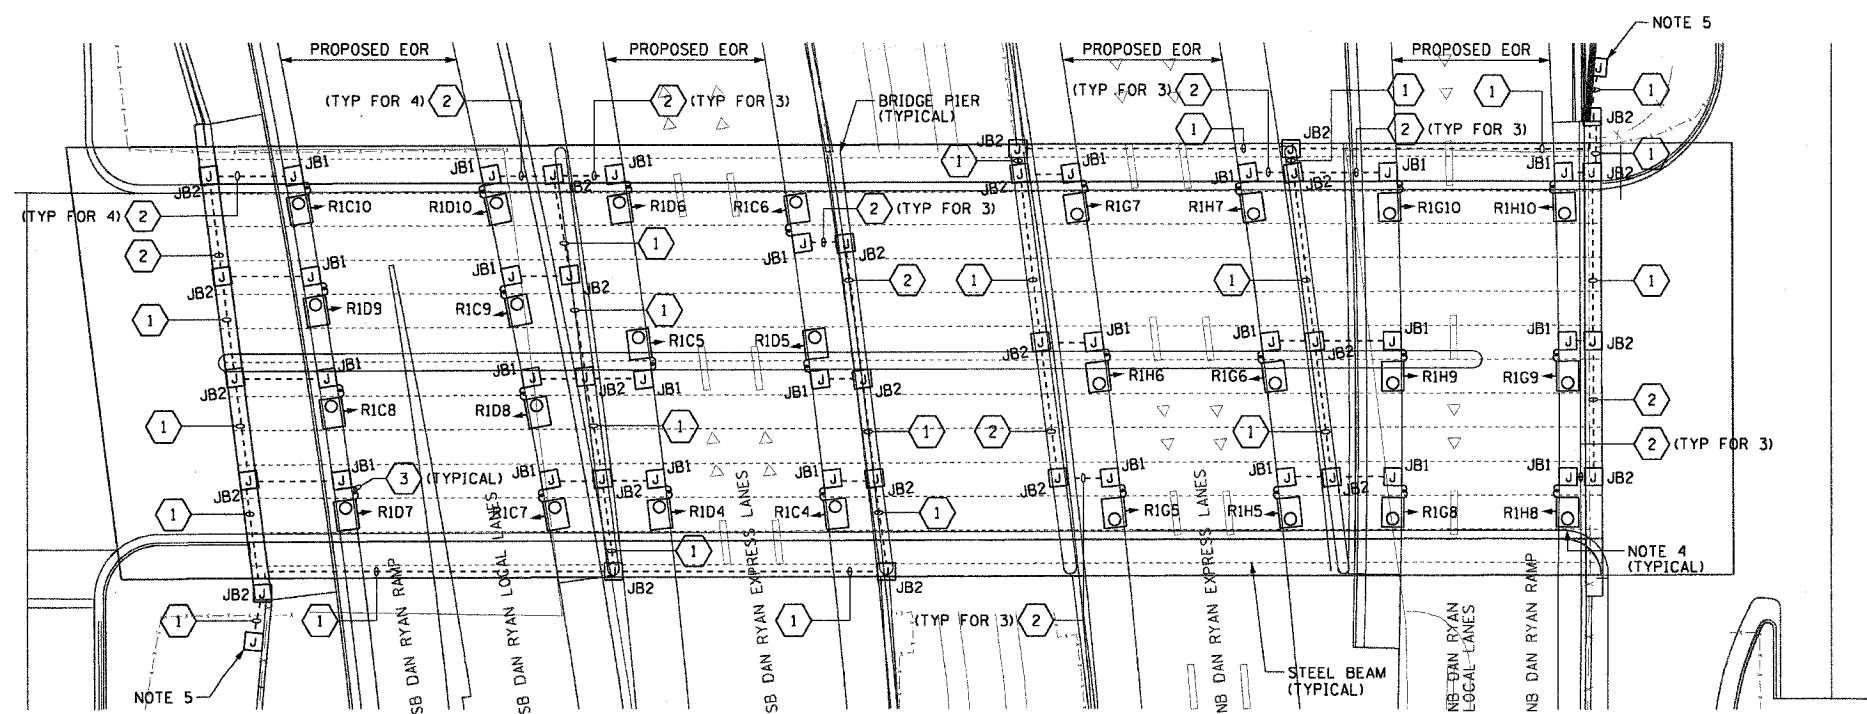 NOTE 5
PROPOSED EOR
PROPOSED EOR
PROPOSED EOR
PROPOSED EOR
(TYP FOR 4) 2
2 (TYP FOR 3)
BRIDGE PIER
(TYPICAL)
(TYP FOR 3) 2
1
1
1
JB2
1
2 (TYP FOR 3)
JB2
JB2
1
1
JB1
JB1
JB1
JB1
JB1
JB1
JB1
JB2
JB2
JB2
JB2
JB2
(TYP FOR 4) 2
R1C10
R1D10
R1D6
R1C6
2 (TYP FOR 3)
R1G7
R1H7
R1G10
R1H10
2
1
JB1
JB2
JB1
JB1
JB2
JB2
2
1
1
1
1
R1D9
R1C9
1
R1C5
R1D5
JB1
JB1
JB1
JB1
JB2
JB2
JB2
JB1
JB1
JB2
JB1
JB1
JB2
R1H6
R1G6
R1H9
R1G9
JB2
R1C8
R1D8
2
1
1
1
2
1
2 (TYP FOR 3)
JB1
JB1
JB1
JB1
JB1
JB1
JB1
JB1
3 (TYPICAL)
JB2
JB2
JB2
JB2
JB2
JB2
1
R1D7
R1C7
R1D4
R1C4
1
R1G5
R1H5
R1G8
R1H8
1
NOTE 4
(TYPICAL)
JB2
JB2
JB2
1
1
1
(TYP FOR 3) 2
STEEL BEAM
(TYPICAL)
NOTE 5
SB DAN RYAN RAMP
SB DAN RYAN LOCAL LANES
SB DAN RYAN EXPRESS LANES
NB DAN RYAN EXPRESS LANES
NB DAN RYAN
LOCAL LANES
NB DAN RYAN RAMP